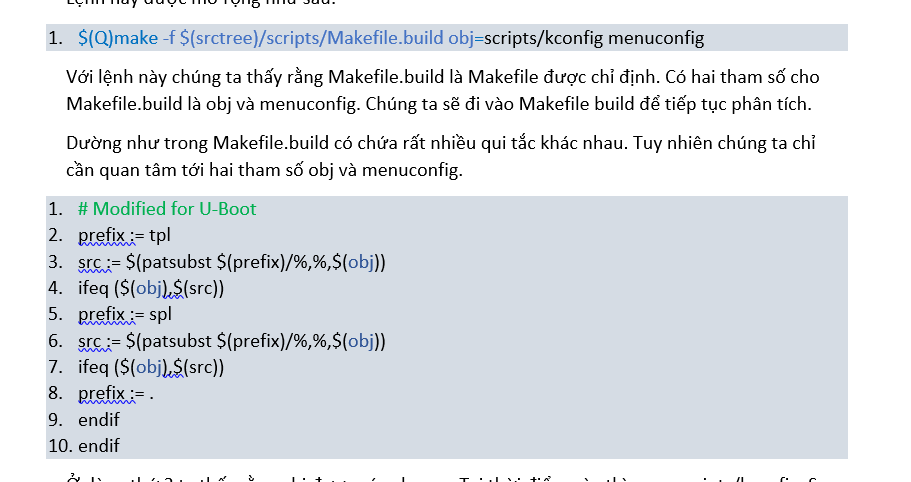 Lệnh này được mở rộng như sau:
1. $(Q)make -f $(srctree)/scripts/Makefile.build obj=scripts/kconfig menuconfig
Với lệnh này chúng ta thấy rằng Makefile.build là Makefile được chỉ định. Có hai tham số cho
Makefile.build là obj và menuconfig. Chúng ta sẽ đi vào Makefile build để tiếp tục phân tích.
Dường như trong Makefile.build có chứa rất nhiều qui tắc khác nhau. Tuy nhiên chúng ta chỉ
cần quan tâm tới hai tham số obj và menuconfig.
1. # Modified for U-Boot
2. prefix := tpl
3. src := $(patsubst $(prefix)/%,%,$(obj))
4. ifeq ($(obj),$(src))
5. prefix := spl
6. src := $(patsubst $(prefix)/%,%,$(obj))
7. ifeq ($(obj),$(src))
8. prefix := .
9. endif
10. endif